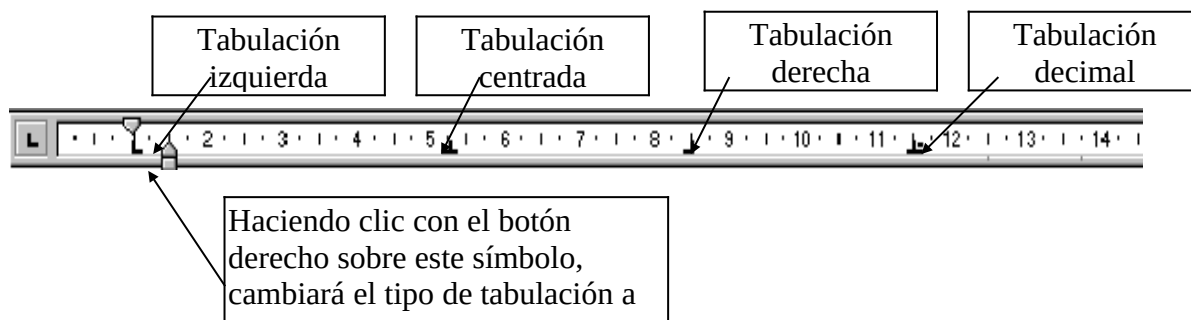 Tabulación izquierda
Tabulación centrada
Tabulación derecha
Tabulación decimal
L 2 3 4 5 6 7 8 9 10 11 12 13 14
Haciendo clic con el botón
derecho sobre este símbolo,
cambiará el tipo de tabulación a